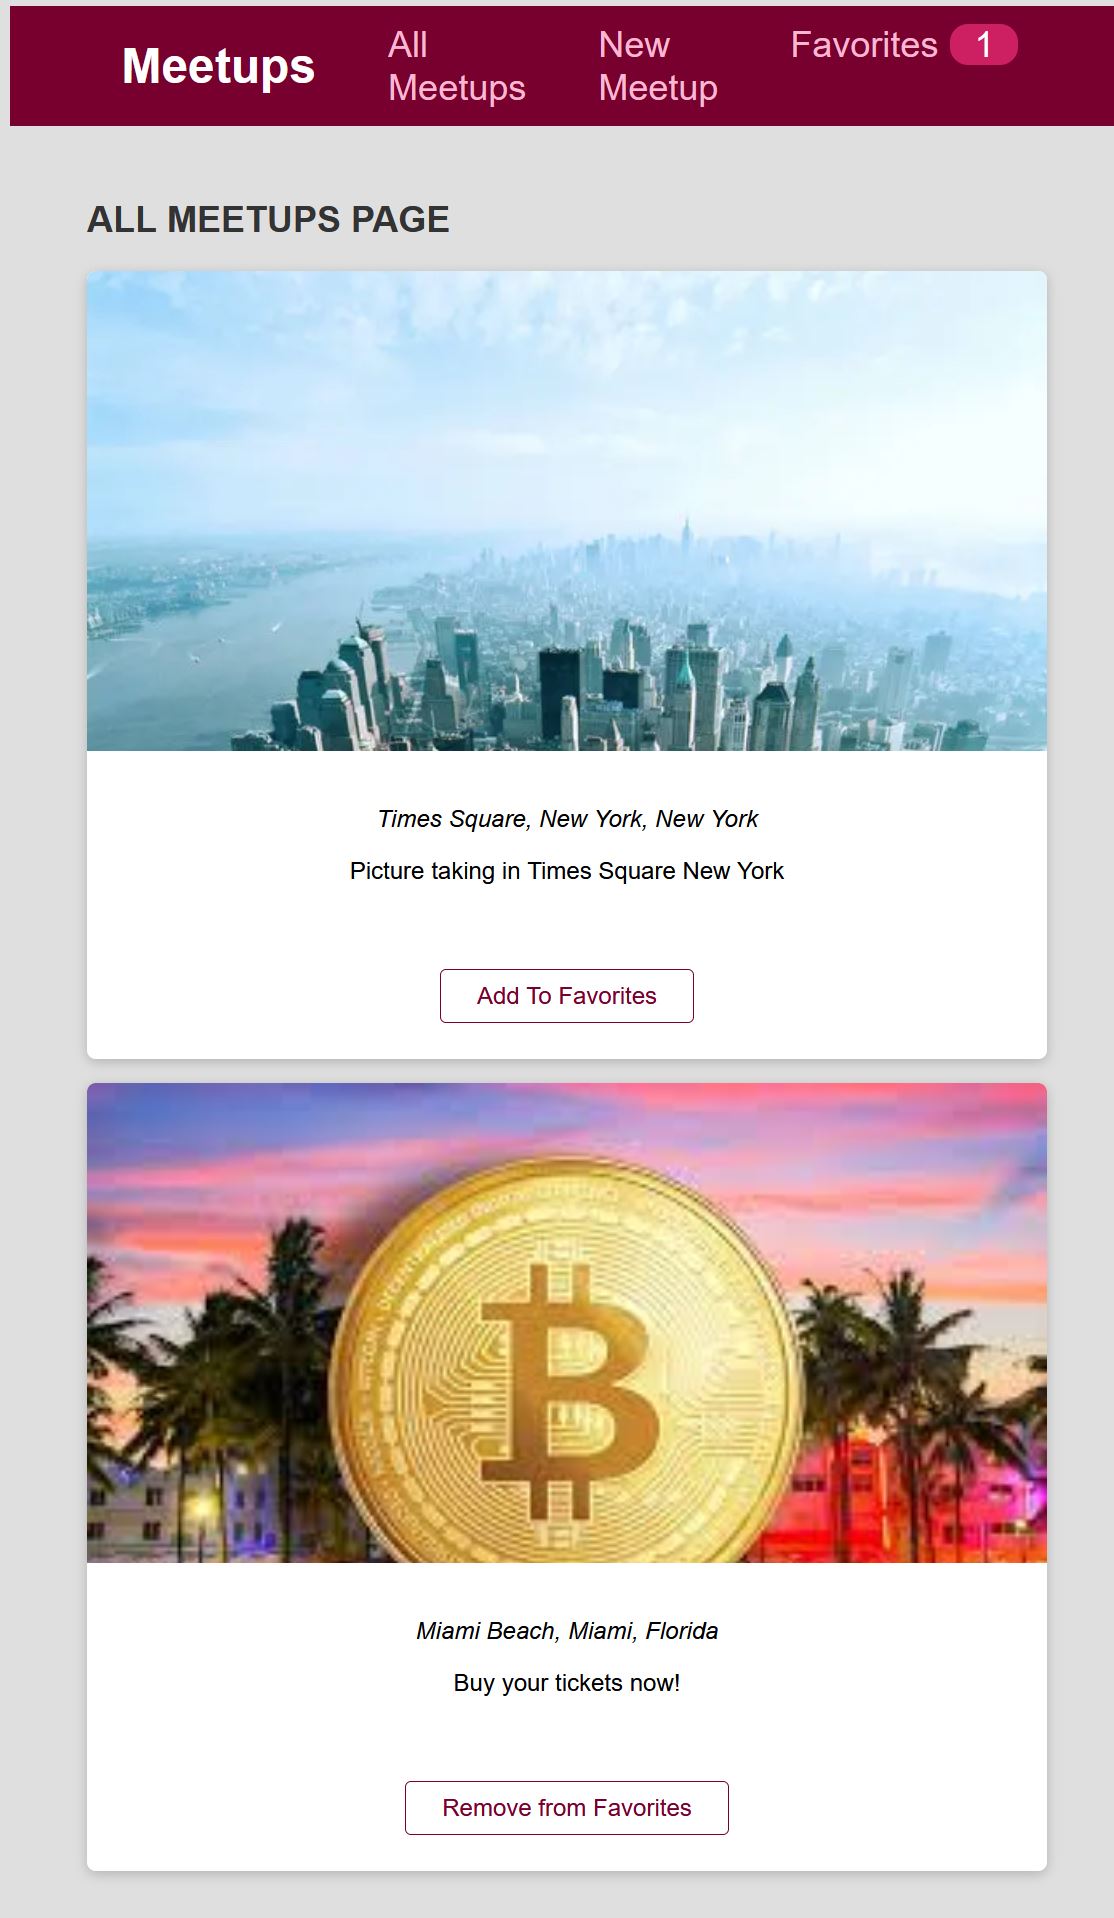 Meetups
All Meetups
New Meetup
Favorites 1
ALL MEETUPS PAGE
Times Square, New York, New York
Picture taking in Times Square New York
Add To Favorites
Miami Beach, Miami, Florida
Buy your tickets now!
Remove from Favorites